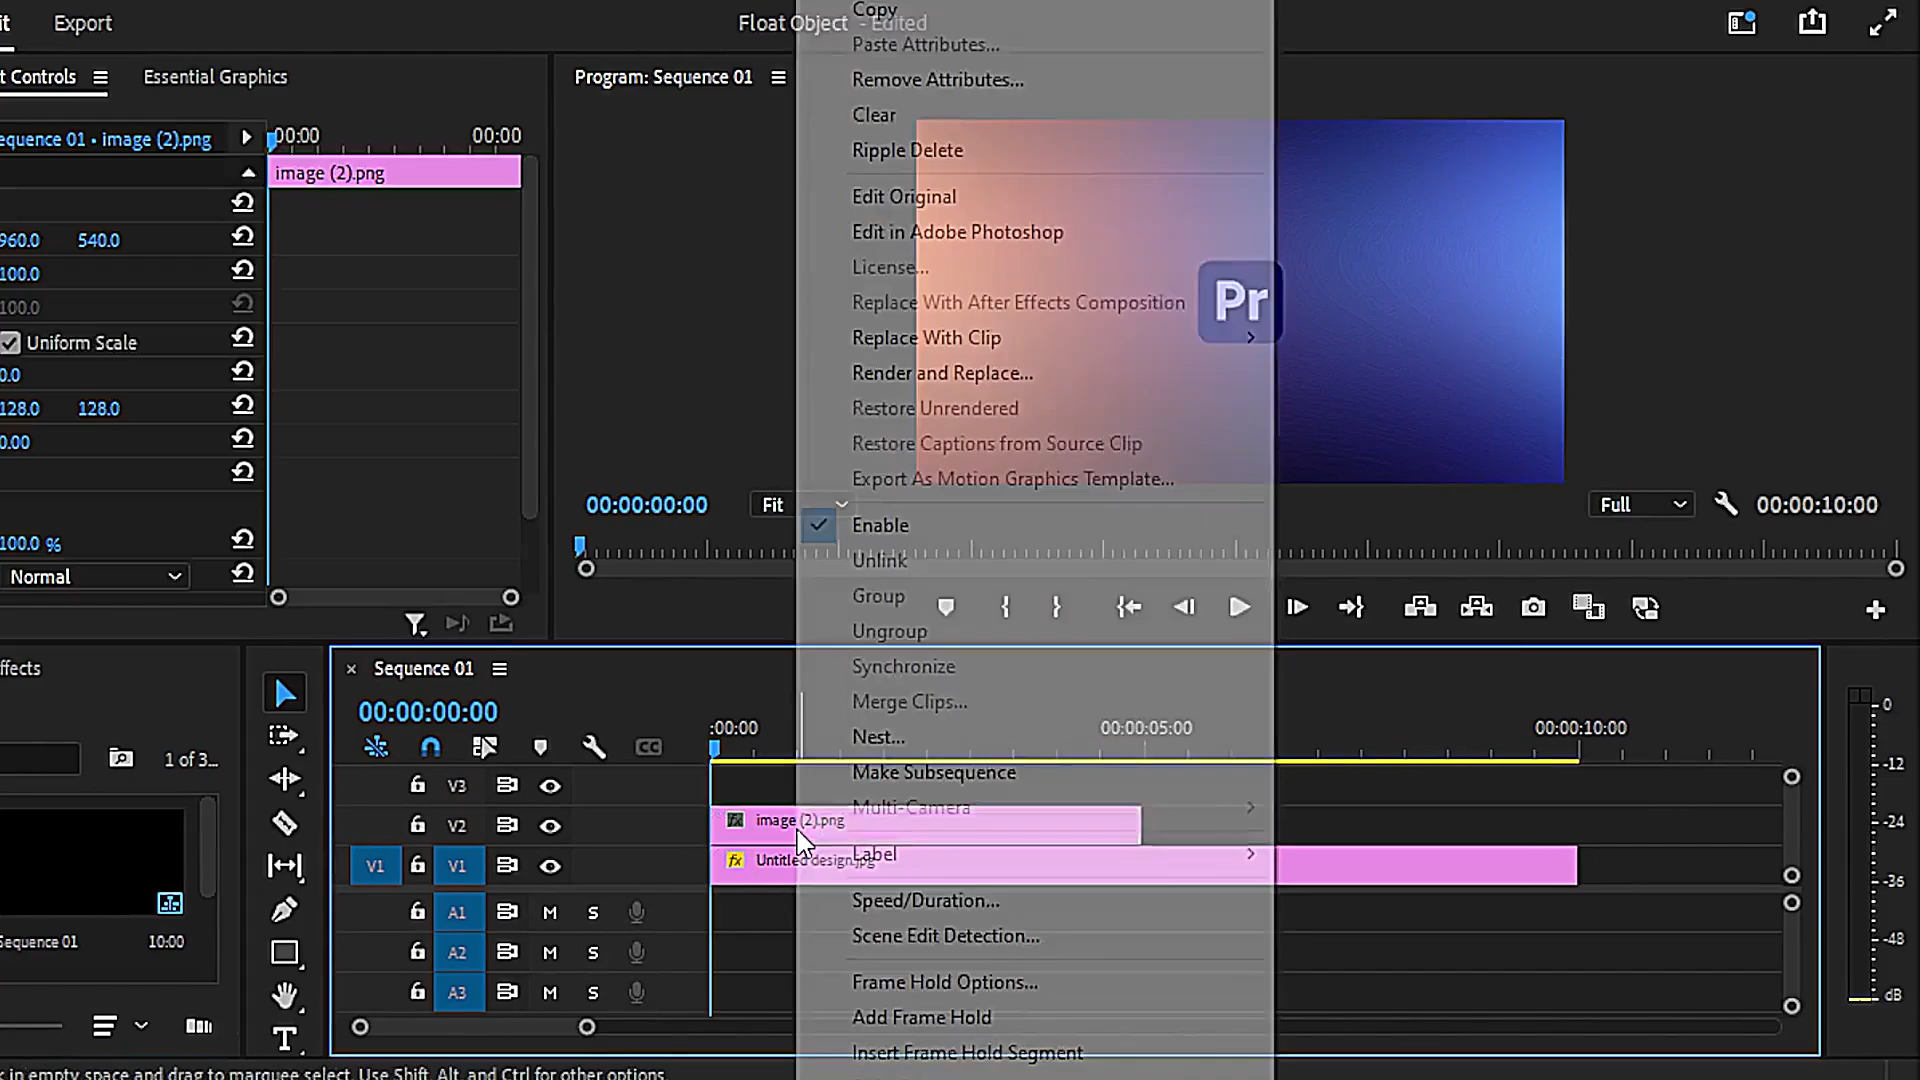 it
Export
Float Object - Edited
t Controls
Essential Graphics
Program: Sequence 01
equence 01 • image (2).png
00:00
00:00
image (2).png
960.0 540.0
100.0
100.0
Uniform Scale
0.0
128.0 128.0
0.00
100.0 %
Normal
Copy
Paste Attributes...
Remove Attributes...
Clear
Ripple Delete
Edit Original
Edit in Adobe Photoshop
License...
Replace With After Effects Composition
Replace With Clip
Render and Replace...
Restore Unrendered
Restore Captions from Source Clip
Export As Motion Graphics Template...
Enable
Unlink
Group
Ungroup
Synchronize
Merge Clips...
Nest...
Make Subsequence
Multi-Camera
Label
Speed/Duration...
Scene Edit Detection...
Frame Hold Options...
Add Frame Hold
Insert Frame Hold Segment
Pr
00:00:00:00
Fit
Full
00:00:10:00
ffects
1 of 3...
Sequence 01
10:00
Sequence 01
00:00:00:00
CC
:00:00
00:00:05:00
00:00:10:00
V3
V2
fx image (2).png
V1 V1
fx Untitled design.jpg
A1 M S
A2 M S
A3 M S
T
0
-12
-24
-36
-48
dB
k in empty space and drag to marquee select. Use Shift, Alt, and Ctrl for other options.